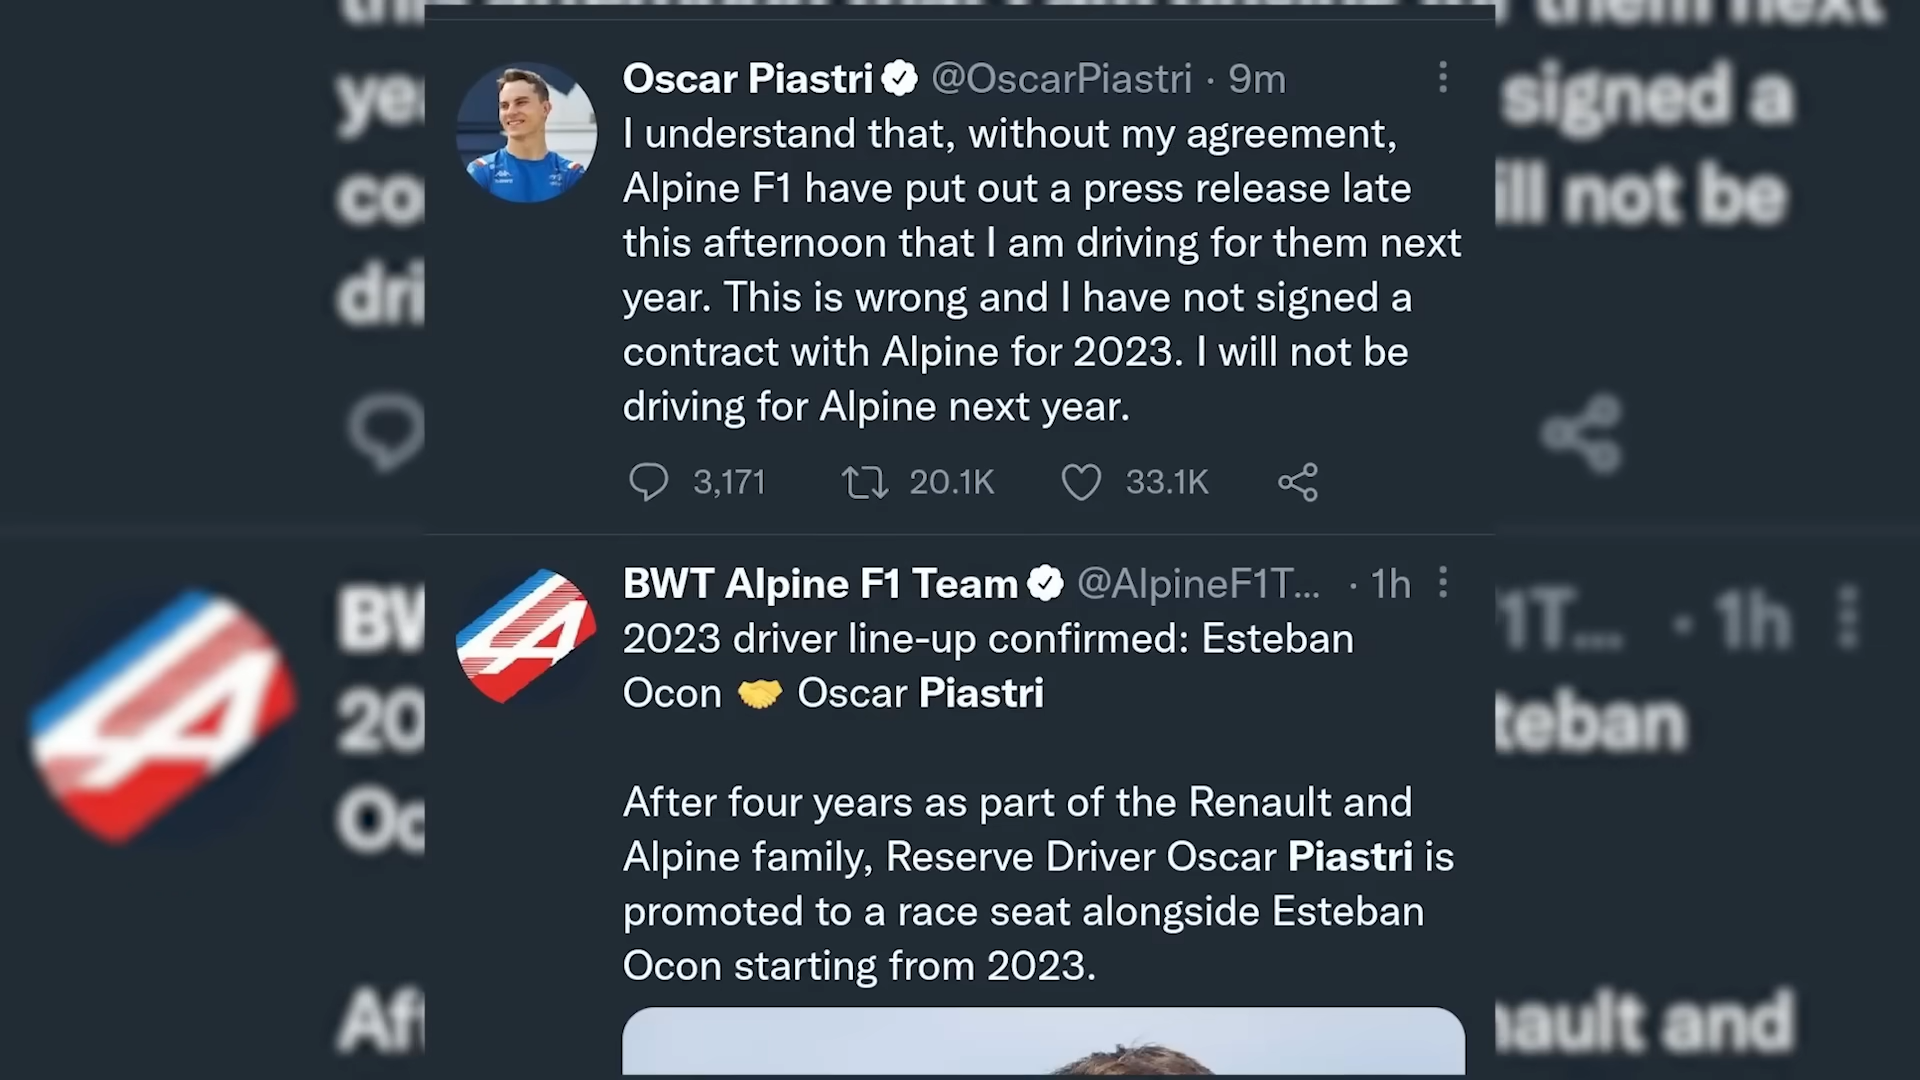 Oscar Piastri @OscarPiastri · 9m
I understand that, without my agreement,
Alpine F1 have put out a press release late
this afternoon that I am driving for them next
year. This is wrong and I have not signed a
contract with Alpine for 2023. I will not be
driving for Alpine next year.
3,171 20.1K 33.1K
BWT Alpine F1 Team @AlpineF1T... · 1h
2023 driver line-up confirmed: Esteban
Ocon 🤝 Oscar Piastri
After four years as part of the Renault and
Alpine family, Reserve Driver Oscar Piastri is
promoted to a race seat alongside Esteban
Ocon starting from 2023.